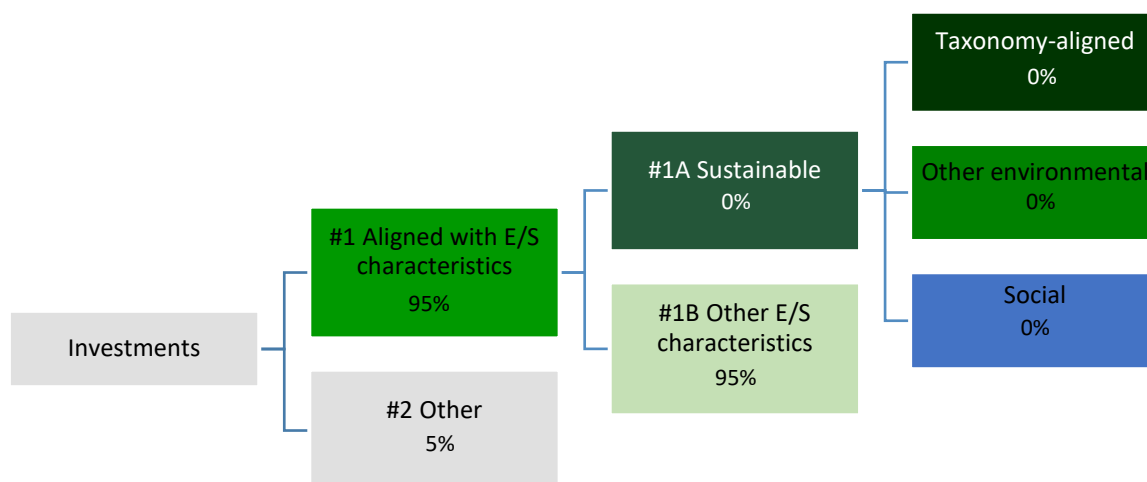 Investments
#1 Aligned with E/S
characteristics
95%
#2 Other
5%
#1A Sustainable
0%
#1B Other E/S
characteristics
95%
Taxonomy-aligned
0%
Other environmental
0%
Social
0%